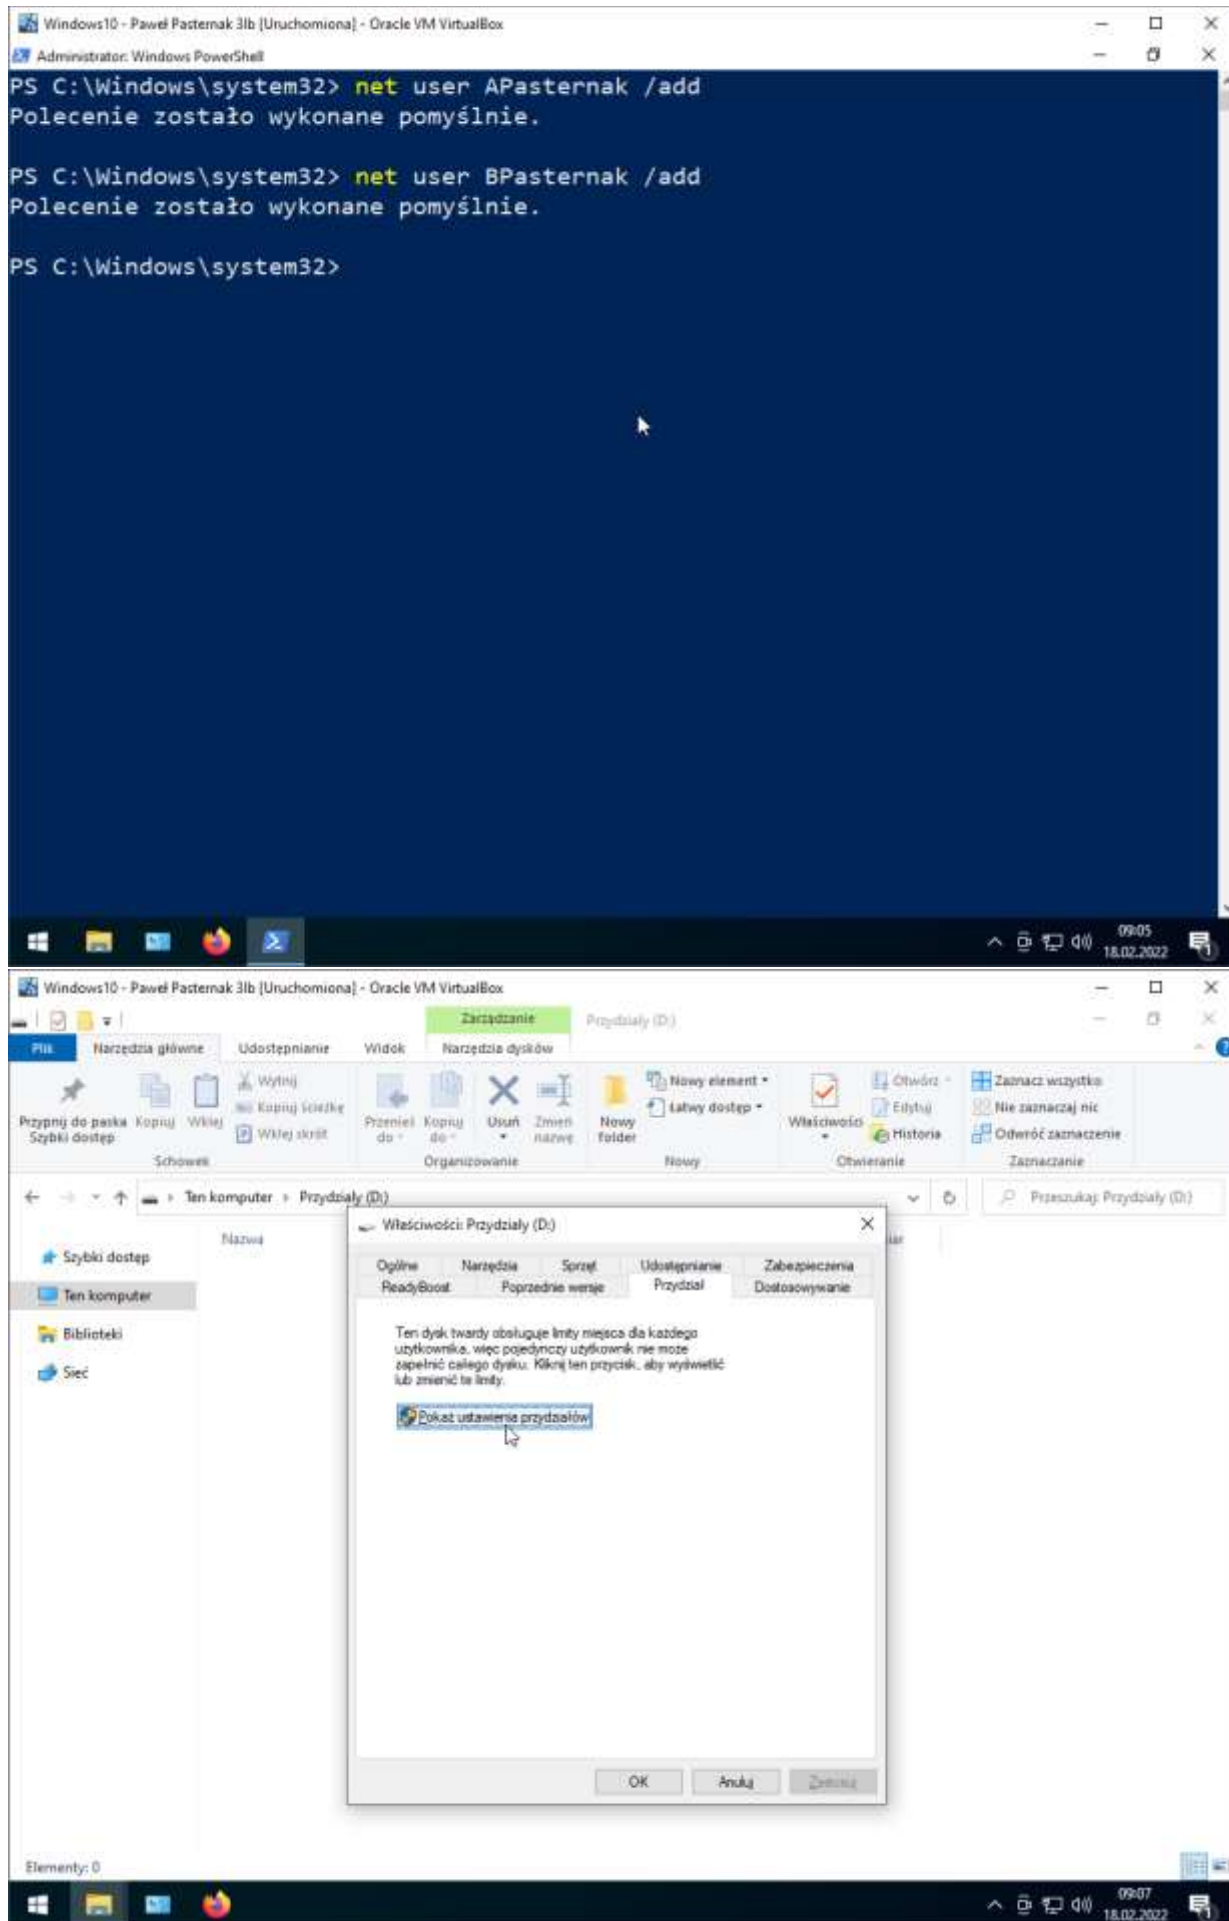 Windows10 - Paweł Pasternak 3Ib [Uruchomiona] - Oracle VM VirtualBox
Administrator: Windows PowerShell
PS C:\Windows\system32> net user APasternak /add
Polecenie zostało wykonane pomyślnie.
PS C:\Windows\system32> net user BPasternak /add
Polecenie zostało wykonane pomyślnie.
PS C:\Windows\system32>
09:05
18.02.2022
1
Windows10 - Paweł Pasternak 3Ib [Uruchomiona] - Oracle VM VirtualBox
Zarządzanie
Przydziały (D:)
Plik
Narzędzia główne
Udostępnianie
Widok
Narzędzia dysków
Przypnij do paska Szybki dostęp
Kopiuj
Wklej
Wytnij
Kopiuj ścieżkę
Wklej skrót
Przenieś do
Kopiuj do
Usuń
Zmień nazwę
Nowy folder
Nowy element
Łatwy dostęp
Właściwości
Otwórz
Edytuj
Historia
Zaznacz wszystko
Nie zaznaczaj nic
Odwróć zaznaczenie
Schowek
Organizowanie
Nowy
Otwieranie
Zaznaczanie
Ten komputer
Przydziały (D:)
Przeszukaj: Przydziały (D:)
Szybki dostęp
Ten komputer
Biblioteki
Sieć
Nazwa
Właściwości: Przydziały (D:)
Ogólne
Narzędzia
Sprzęt
Udostępnianie
Zabezpieczenia
ReadyBoost
Poprzednie wersje
Przydział
Dostosowywanie
Ten dysk twardy obsługuje limity miejsca dla każdego
użytkownika, więc pojedynczy użytkownik nie może
zapełnić całego dysku. Kliknij ten przycisk, aby wyświetlić
lub zmienić te limity.
Pokaż ustawienia przydziałów
OK
Anuluj
Zastosuj
Elementy: 0
09:07
18.02.2022
1